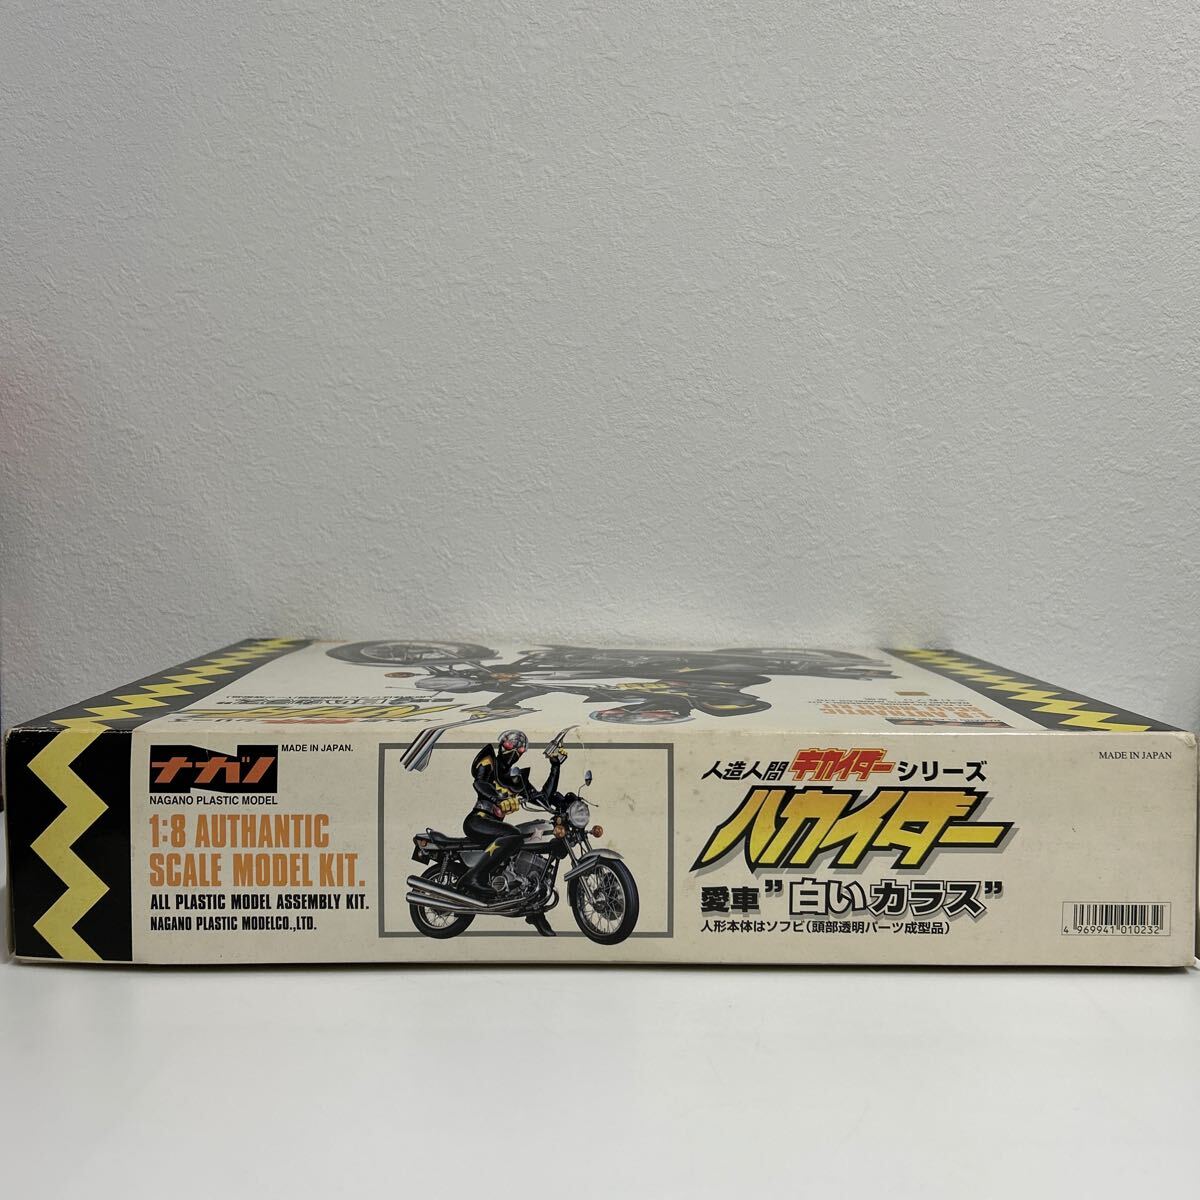 ナガノ
MADE IN JAPAN.
NAGANO PLASTIC MODEL
1:8 AUTHANTIC
SCALE MODEL KIT.
ALL PLASTIC MODEL ASSEMBLY KIT.
NAGANO PLASTIC MODELCO.,LTD.
人造人間キカイダーシリーズ
ハカイダー
愛車"白いカラス"
人形本体はソフビ(頭部透明パーツ成型品)
MADE IN JAPAN
4 969941 010232